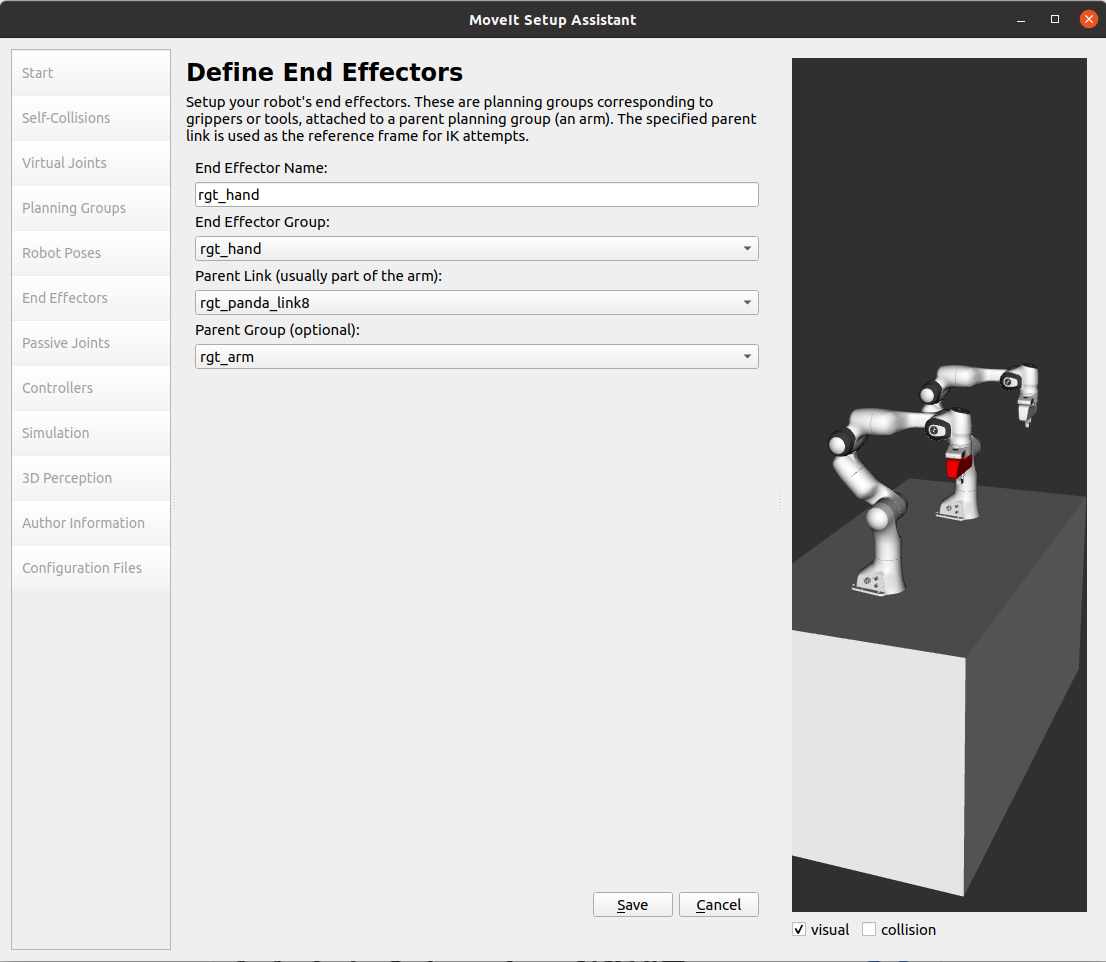 MoveIt Setup Assistant
Start
Self-Collisions
Virtual Joints
Planning Groups
Robot Poses
End Effectors
Passive Joints
Controllers
Simulation
3D Perception
Author Information
Configuration Files
Define End Effectors
Setup your robot's end effectors. These are planning groups corresponding to
grippers or tools, attached to a parent planning group (an arm). The specified parent
link is used as the reference frame for IK attempts.
End Effector Name:
rgt_hand
End Effector Group:
rgt_hand
Parent Link (usually part of the arm):
rgt_panda_link8
Parent Group (optional):
rgt_arm
Save
Cancel
visual
collision